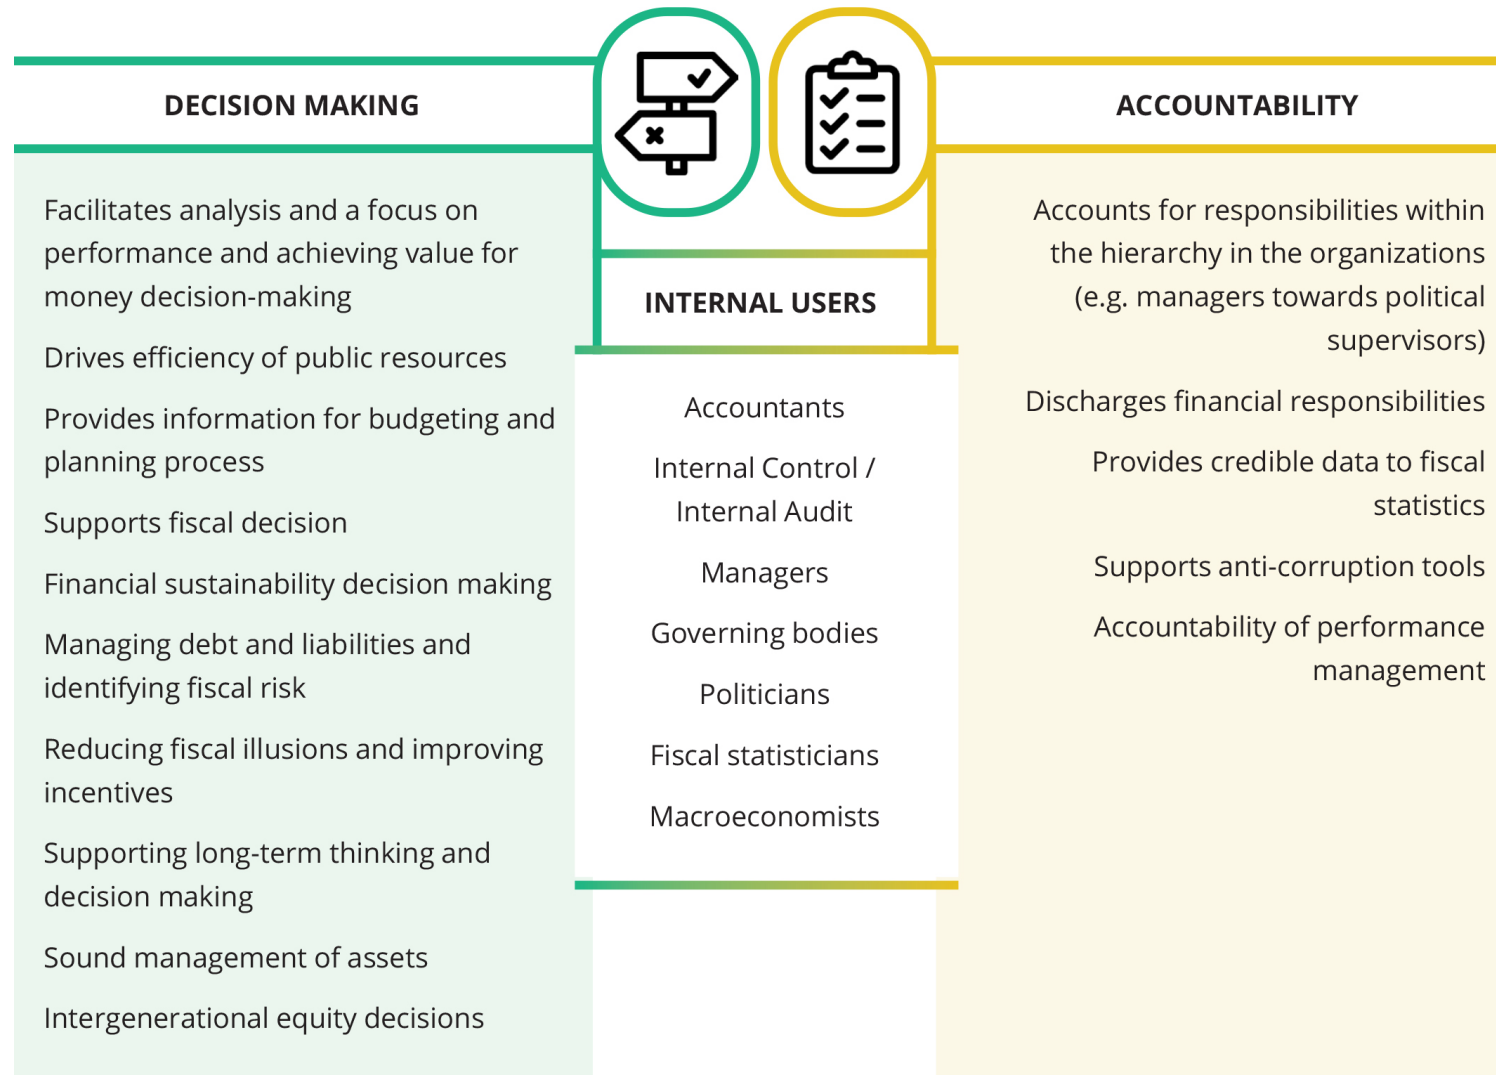 DECISION MAKING
Facilitates analysis and a focus on
performance and achieving value for
money decision-making
Drives efficiency of public resources
Provides information for budgeting and
planning process
Supports fiscal decision
Financial sustainability decision making
Managing debt and liabilities and
identifying fiscal risk
Reducing fiscal illusions and improving
incentives
Supporting long-term thinking and
decision making
Sound management of assets
Intergenerational equity decisions
INTERNAL USERS
Accountants
Internal Control /
Internal Audit
Managers
Governing bodies
Politicians
Fiscal statisticians
Macroeconomists
ACCOUNTABILITY
Accounts for responsibilities within
the hierarchy in the organizations
(e.g. managers towards political
supervisors)
Discharges financial responsibilities
Provides credible data to fiscal
statistics
Supports anti-corruption tools
Accountability of performance
management